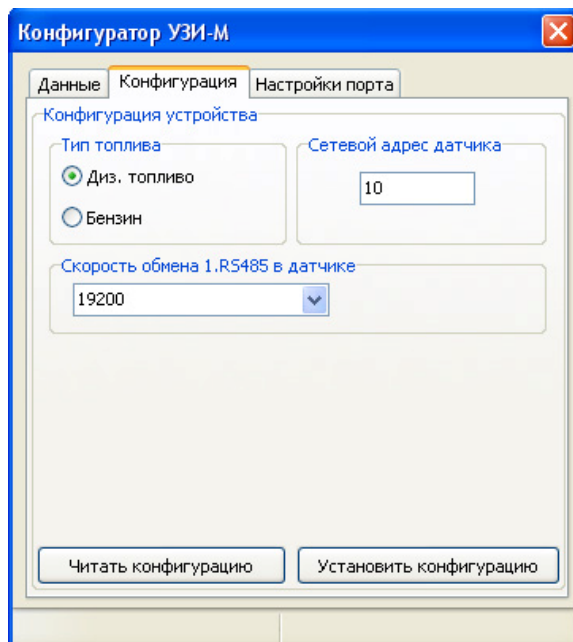 Конфигуратор УЗИ-М
Данные Конфигурация Настройки порта
Конфигурация устройства
Тип топлива Сетевой адрес датчика
Диз. топливо 10
Бензин
Скорость обмена 1.RS485 в датчике
19200
Читать конфигурацию Установить конфигурацию